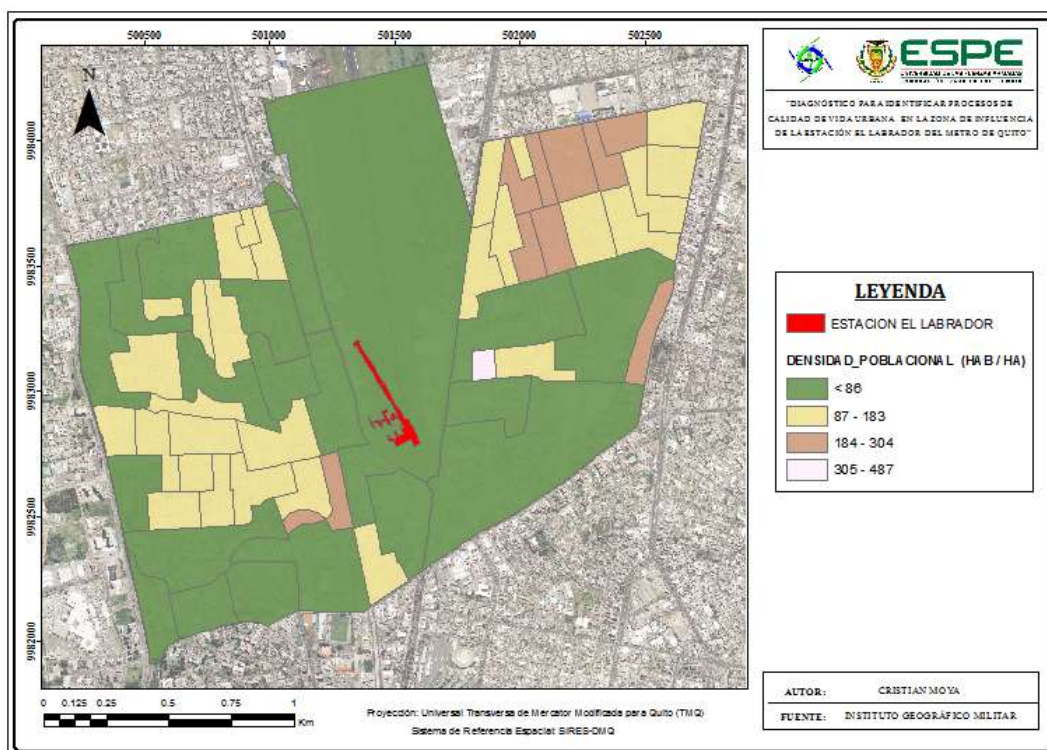 500500 501000 501500 502000 502500
9984000
9983500
9983000
9982500
9982000
N
ESPE
"DIAGNÓSTICO PARA IDENTIFICAR PROCESOS DE
CALIDAD DE VIDA URBANA EN LA ZONA DE INFLUENCIA
DE LA ESTACIÓN EL LABRADOR DEL METRO DE QUITO"
LEYENDA
ESTACION EL LABRADOR
DENSIDAD_POBLACIONAL (HAB / HA)
< 86
87 - 183
184 - 304
305 - 487
0 0.125 0.25 0.5 0.75 1
Km
Proyección: Universal Transversa de Mercator Modificada para Quito (TMQ)
Sistema de Referencia Espacial: SIRES-DMQ
AUTOR: CRISTIAN MOYA
FUENTE: INSTITUTO GEOGRÁFICO MILITAR